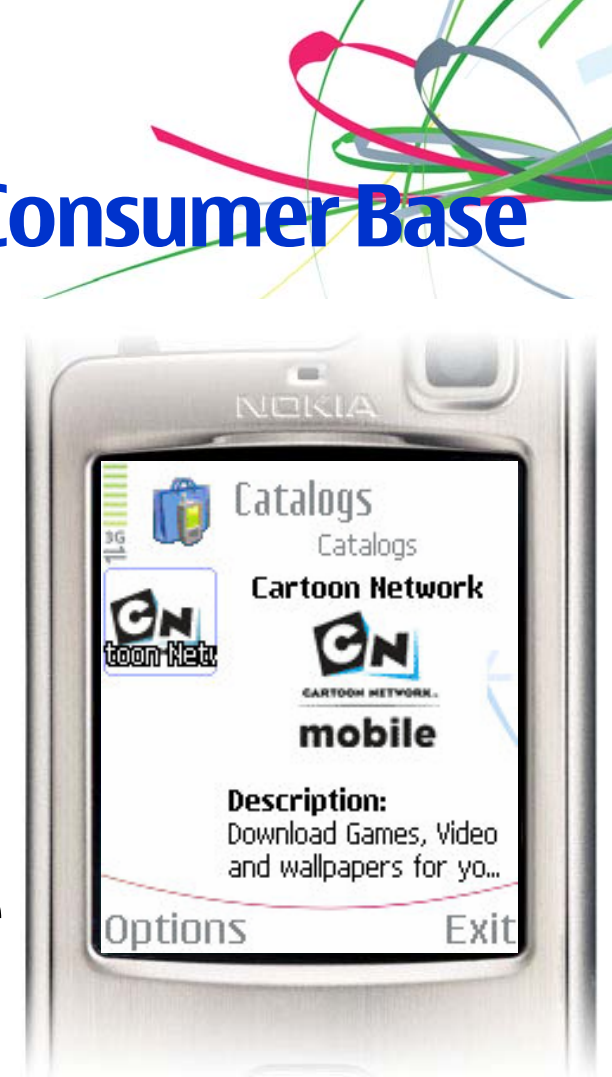 Consumer Base
NOKIA
3G
Catalogs
Catalogs
Cartoon Network
CN
toon Netw
CN
CARTOON NETWORK
mobile
Description:
Download Games, Video
and wallpapers for yo...
Options
Exit